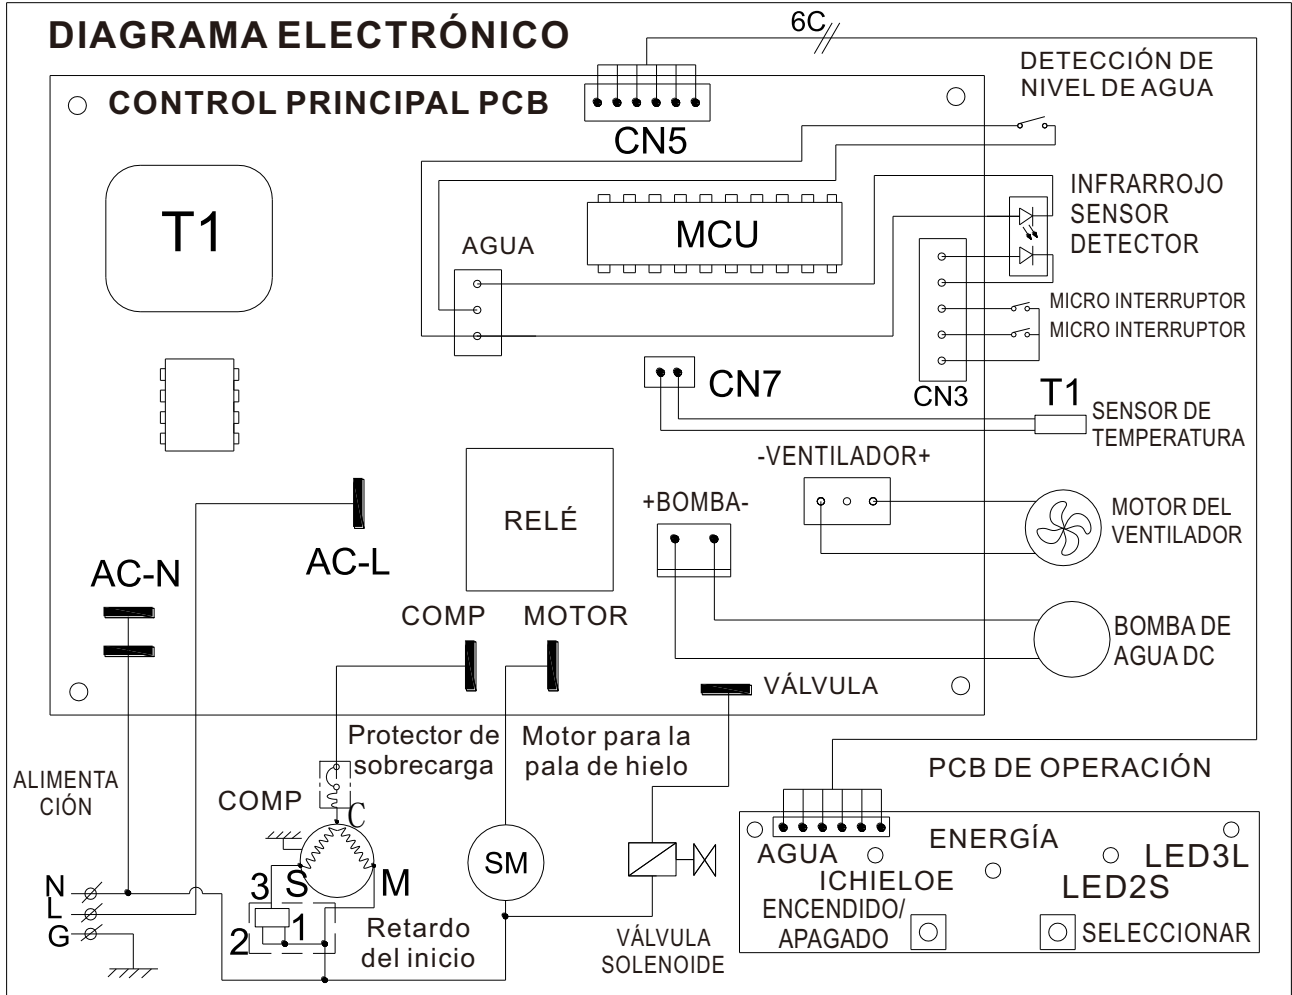 DIAGRAMA ELECTRÓNICO
6C
CONTROL PRINCIPAL PCB
CN5
DETECCIÓN DE
NIVEL DE AGUA
T1
MCU
AGUA
INFRARROJO
SENSOR
DETECTOR
MICRO INTERRUPTOR
MICRO INTERRUPTOR
CN7
CN3
T1
SENSOR DE
TEMPERATURA
-VENTILADOR+
+BOMBA-
RELÉ
MOTOR DEL
VENTILADOR
AC-N
AC-L
COMP
MOTOR
BOMBA DE
AGUA DC
VÁLVULA
Protector de
sobrecarga
Motor para la
pala de hielo
ALIMENTA
CIÓN
COMP
C
S
M
3
2
1
SM
N
L
G
Retardo
del inicio
VÁLVULA
SOLENOIDE
PCB DE OPERACIÓN
AGUA
ENERGÍA
LED3L
ICHIELOE
LED2S
ENCENDIDO/
APAGADO
SELECCIONAR